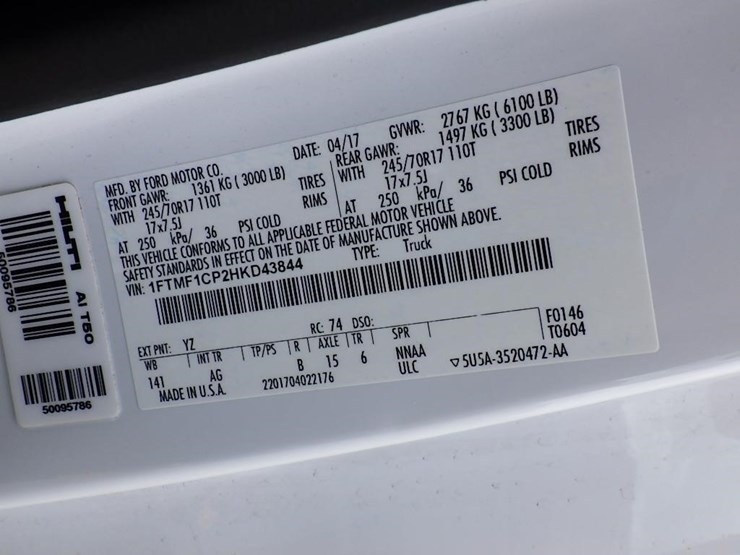 MFD. BY FORD MOTOR CO. DATE: 04/17 GVWR: 2767 KG ( 6100 LB)
FRONT GAWR: 1361 KG ( 3000 LB) REAR GAWR: 1497 KG ( 3300 LB)
WITH 245/70R17 110T TIRES WITH 245/70R17 110T TIRES
17x7.5J RIMS 17x7.5J RIMS
AT 250 kPa/ 36 PSI COLD AT 250 kPa/ 36 PSI COLD
THIS VEHICLE CONFORMS TO ALL APPLICABLE FEDERAL MOTOR VEHICLE
SAFETY STANDARDS IN EFFECT ON THE DATE OF MANUFACTURE SHOWN ABOVE.
VIN: 1FTMF1CP2HKD43844 TYPE: Truck
EXT PNT: YZ RC: 74 DSO: F0146
WB INT TR TP/PS R AXLE TR SPR T0604
141 AG B 15 6 NNAA
MADE IN U.S.A. 2201704022176 ULC ▽5U5A-3520472-AA
HILTI AI T50
50095786
50095786